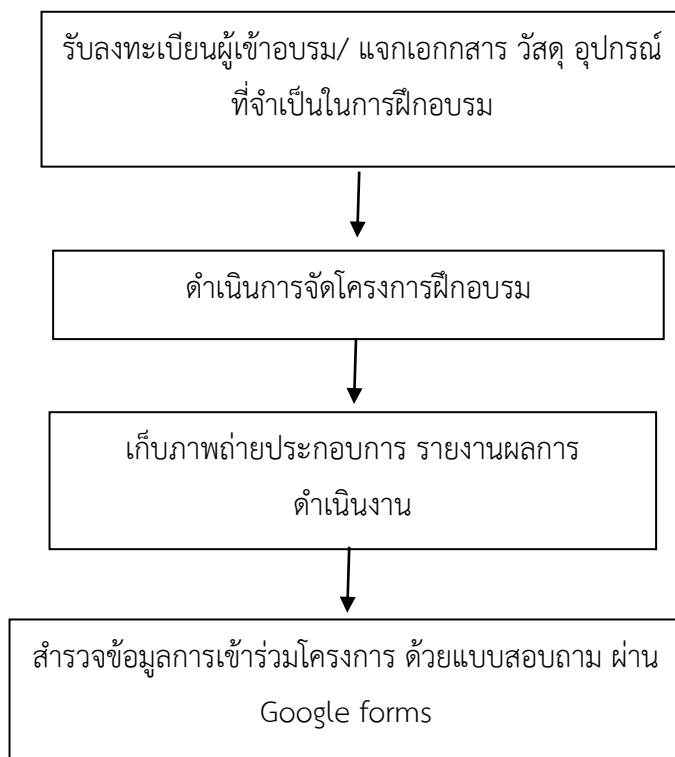 รับลงทะเบียนผู้เข้าอบรม/ แจกเอกกสาร วัสดุ อุปกรณ์
ที่จำเป็นในการฝึกอบรม
ดำเนินการจัดโครงการฝึกอบรม
เก็บภาพถ่ายประกอบการ รายงานผลการ
ดำเนินงาน
สำรวจข้อมูลการเข้าร่วมโครงการ ด้วยแบบสอบถาม ผ่าน
Google forms